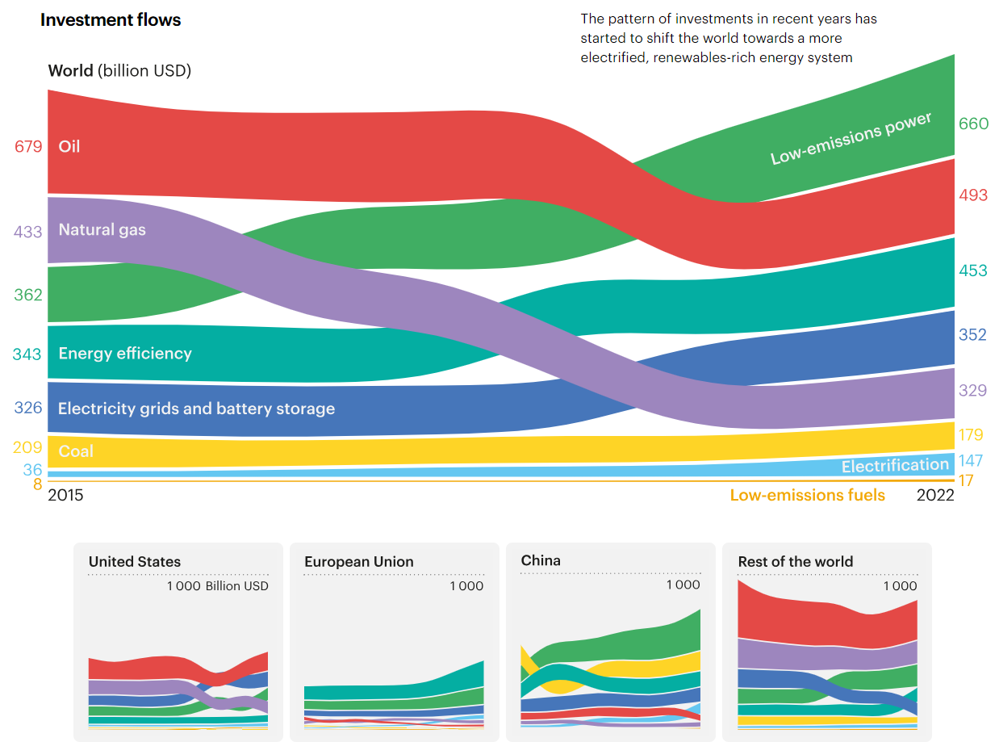 Investment flows
The pattern of investments in recent years has
started to shift the world towards a more
electrified, renewables-rich energy system
World (billion USD)
679
Oil
433
Natural gas
362
343
Energy efficiency
326
Electricity grids and battery storage
209
Coal
36
8
2015
Low-emissions power
660
493
453
352
329
179
Electrification
147
17
Low-emissions fuels
2022
United States
1 000 Billion USD
European Union
1 000
China
1 000
Rest of the world
1 000